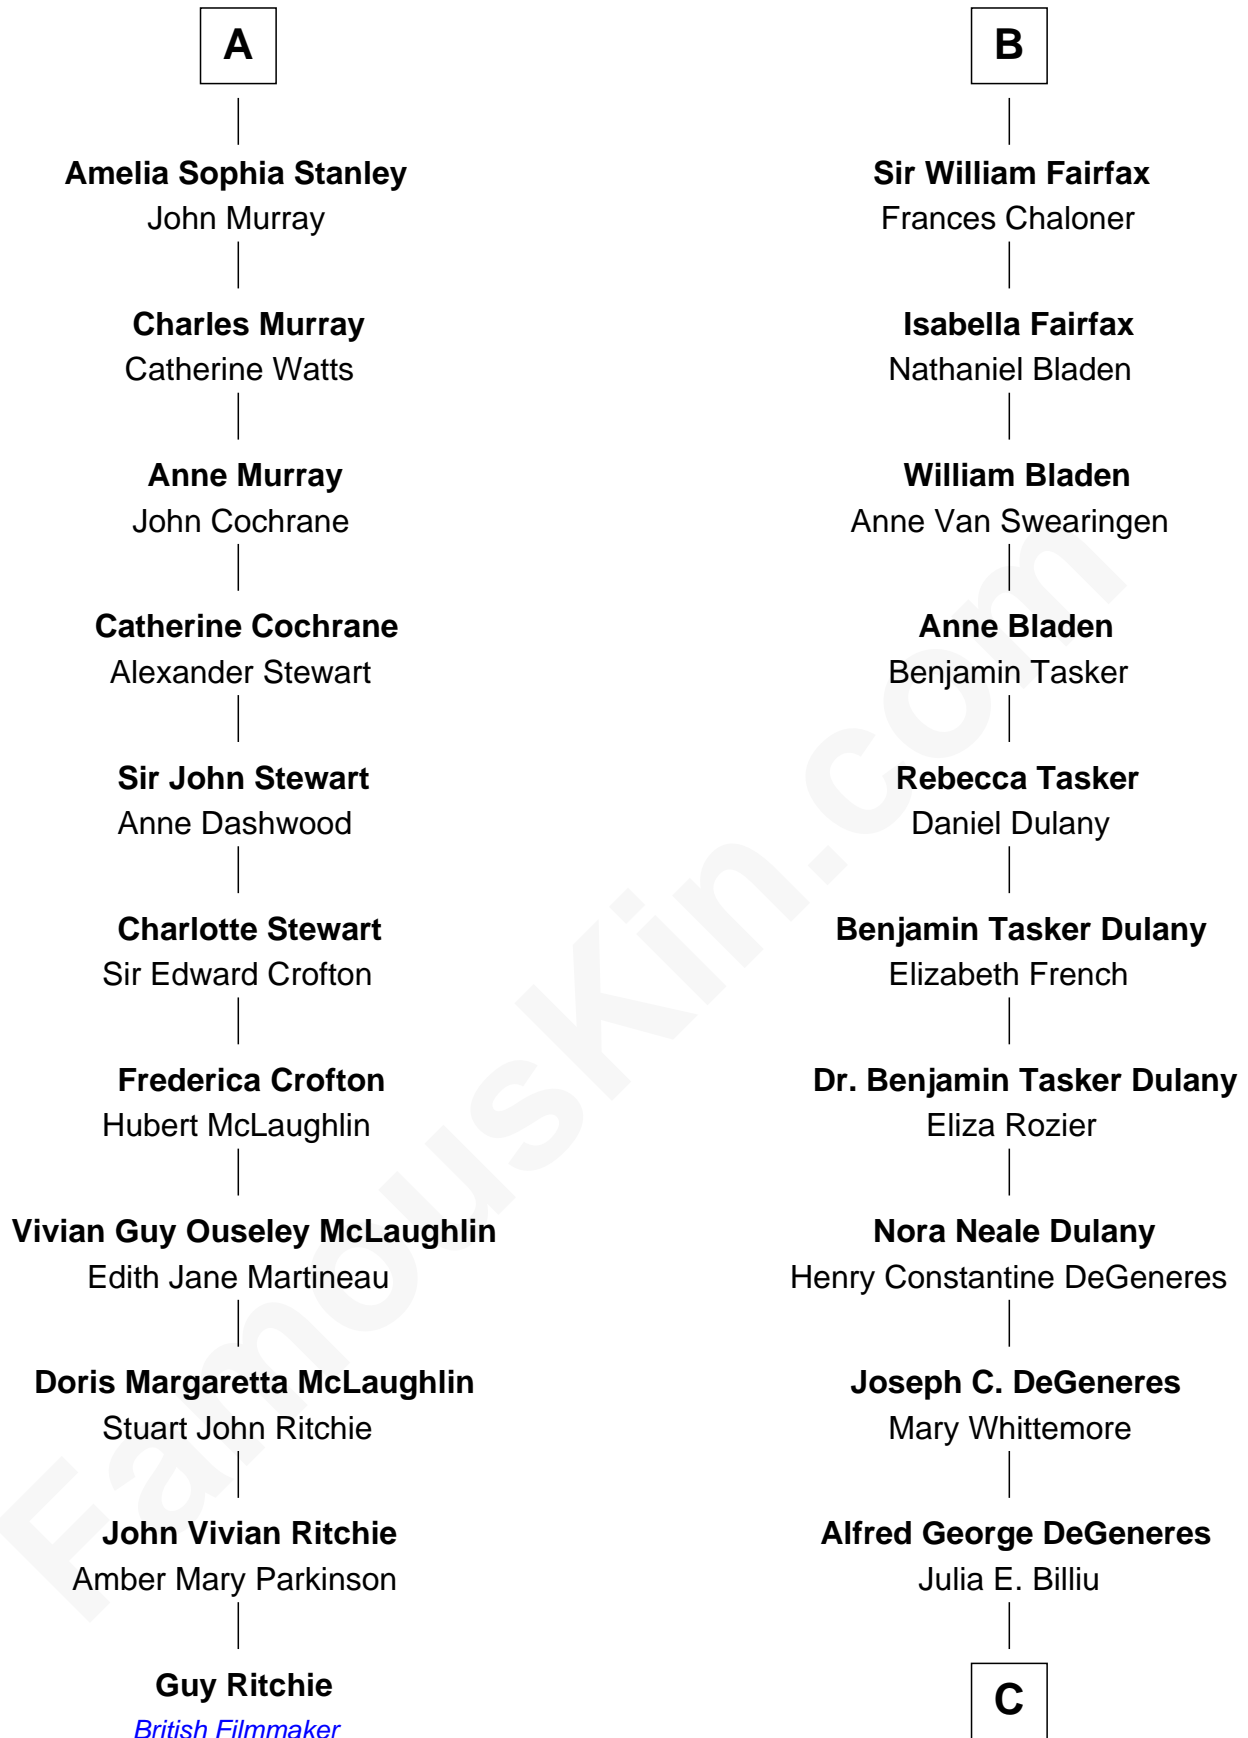 A
Amelia Sophia Stanley
John Murray
Charles Murray
Catherine Watts
Anne Murray
John Cochrane
Catherine Cochrane
Alexander Stewart
Sir John Stewart
Anne Dashwood
Charlotte Stewart
Sir Edward Crofton
Frederica Crofton
Hubert McLaughlin
Vivian Guy Ouseley McLaughlin
Edith Jane Martineau
Doris Margaretta McLaughlin
Stuart John Ritchie
John Vivian Ritchie
Amber Mary Parkinson
Guy Ritchie
British Filmmaker
B
Sir William Fairfax
Frances Chaloner
Isabella Fairfax
Nathaniel Bladen
William Bladen
Anne Van Swearingen
Anne Bladen
Benjamin Tasker
Rebecca Tasker
Daniel Dulany
Benjamin Tasker Dulany
Elizabeth French
Dr. Benjamin Tasker Dulany
Eliza Rozier
Nora Neale Dulany
Henry Constantine DeGeneres
Joseph C. DeGeneres
Mary Whittemore
Alfred George DeGeneres
Julia E. Billiu
C
FamousKin.com